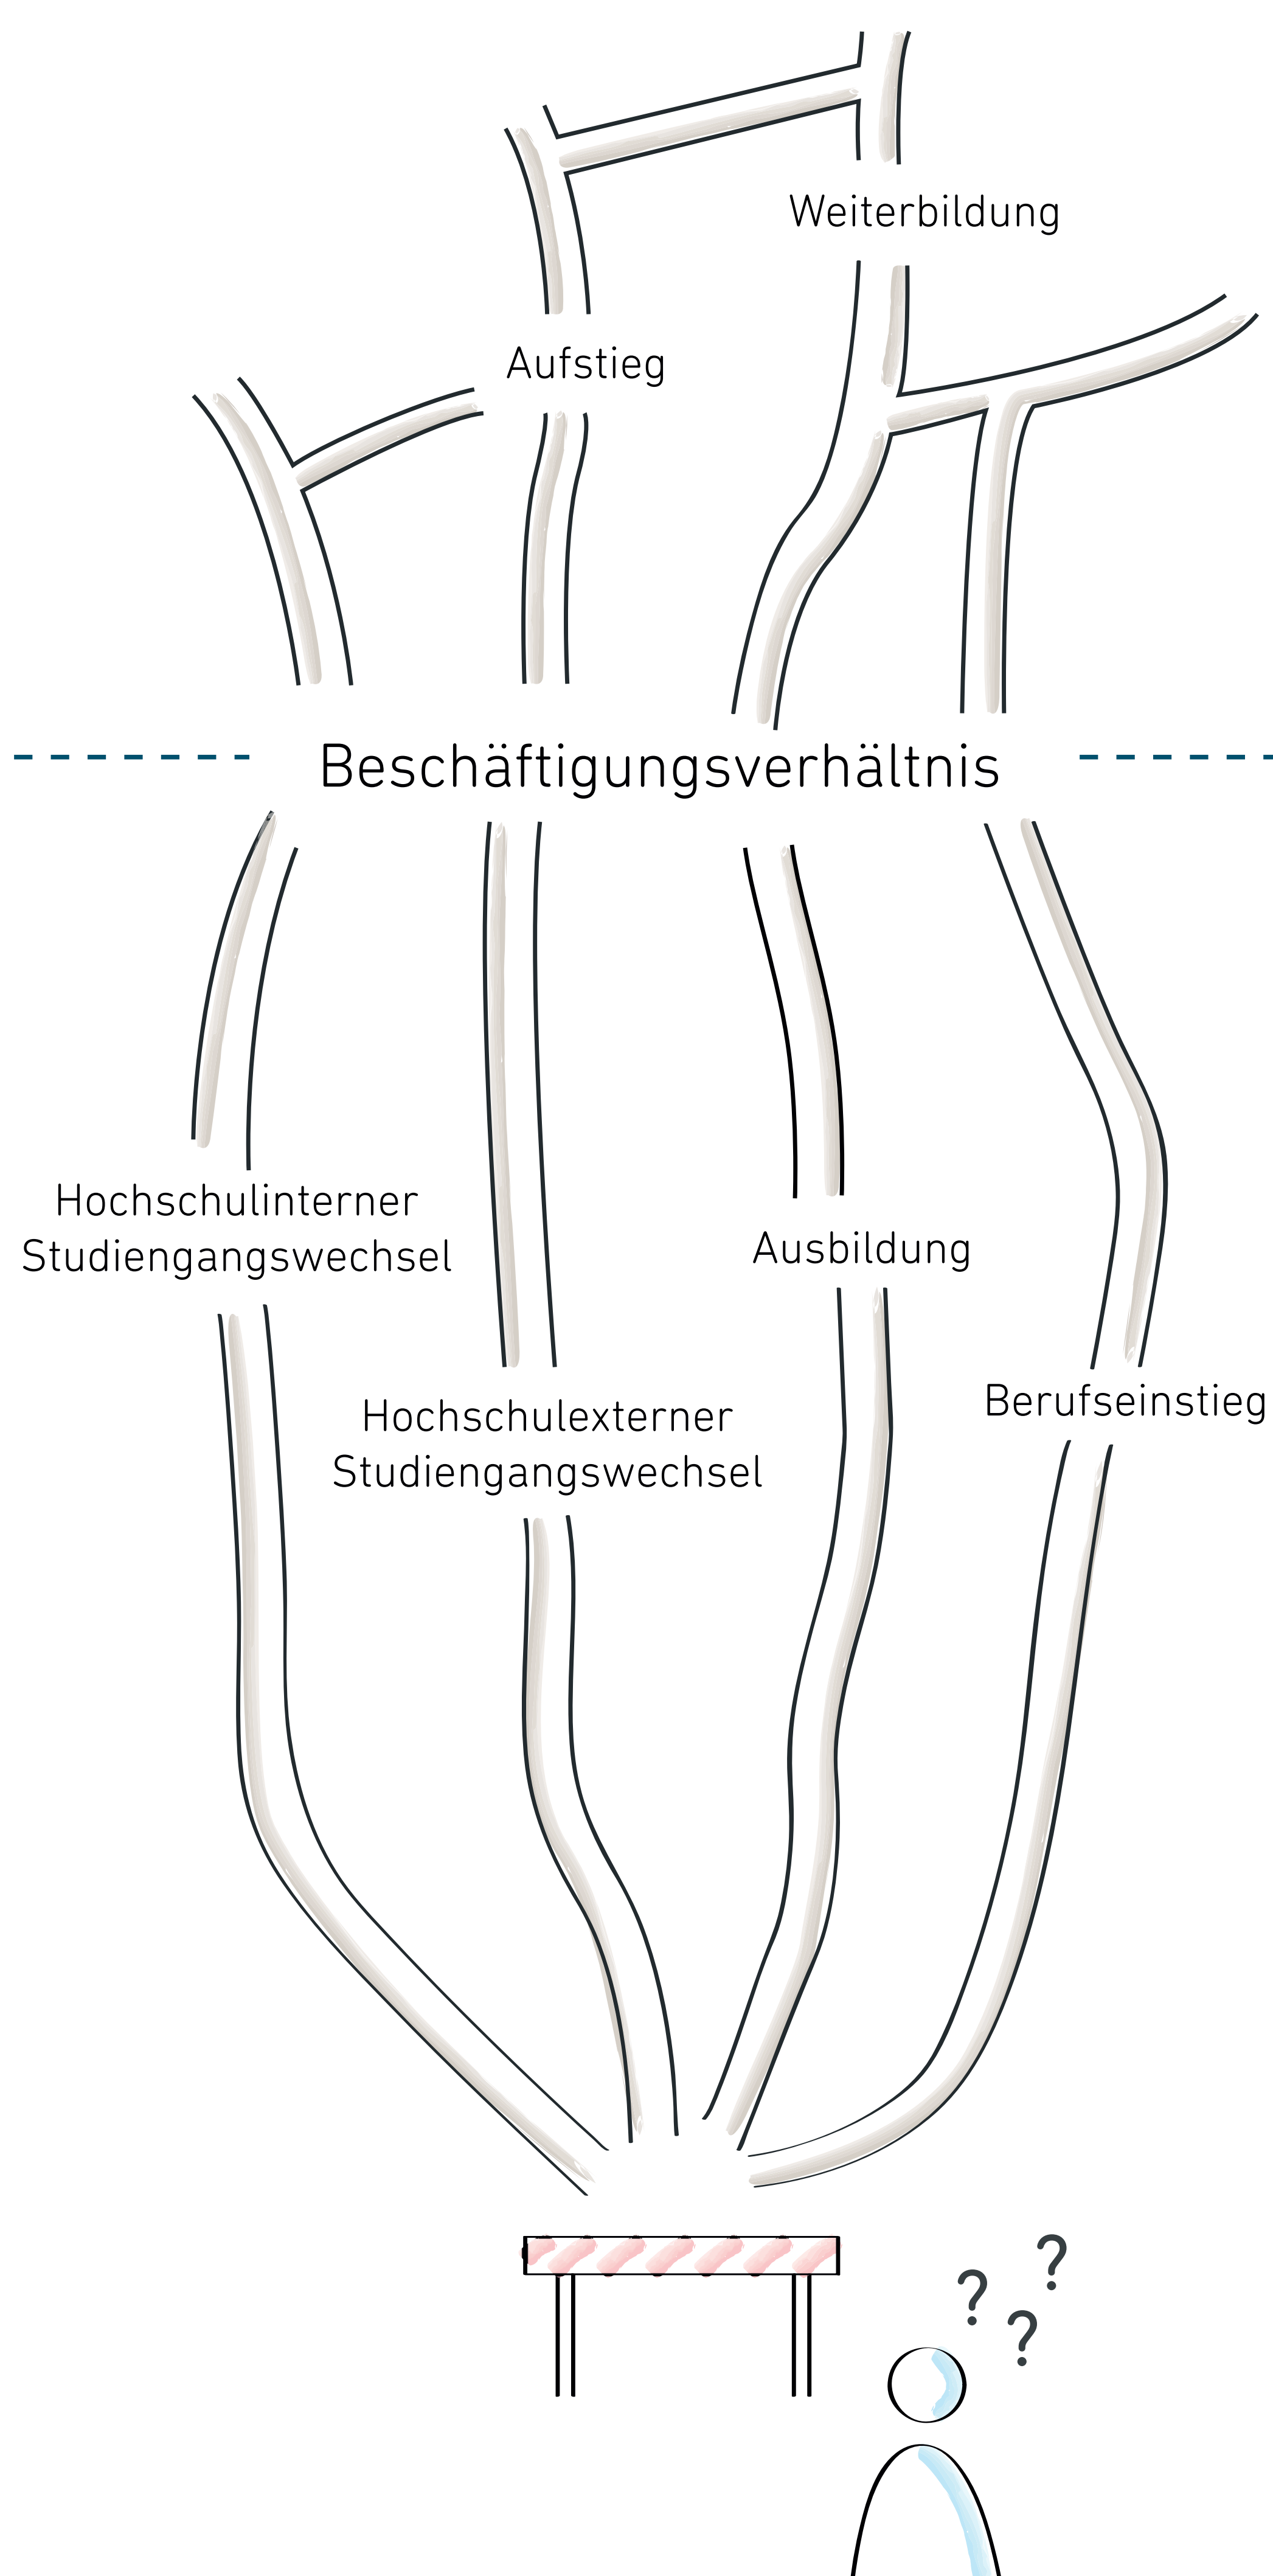 Weiterbildung
Aufstieg
Beschäftigungsverhältnis
Hochschulinterner
Studiengangswechsel
Ausbildung
Hochschulexterner
Studiengangswechsel
Berufseinstieg
?
?
?